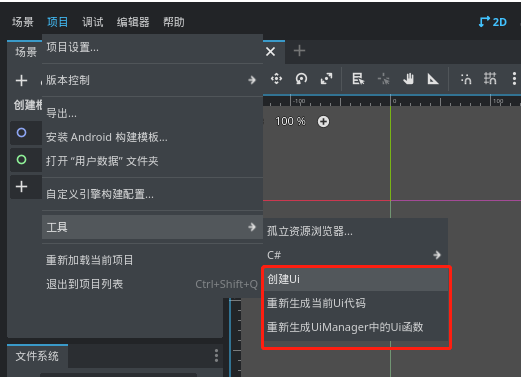 场景 项目 调试 编辑器 帮助 2D
场景
项目设置...
版本控制
创建
导出...
-100 0 100
安装 Android 构建模板...
100 %
打开 “用户数据” 文件夹
自定义引擎构建配置...
工具
孤立资源浏览器...
重新加载当前项目
C#
退出到项目列表 Ctrl+Shift+Q
创建Ui
重新生成当前Ui代码
重新生成UiManager中的Ui函数
文件系统